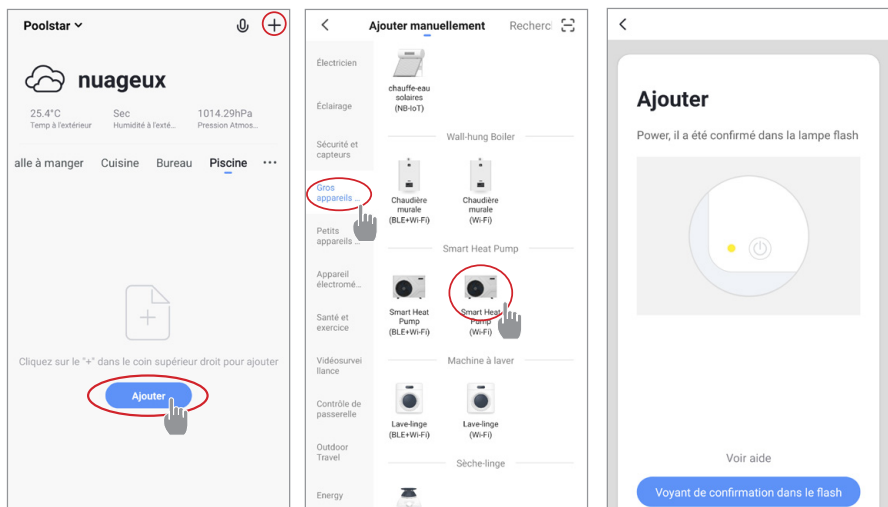 Poolstar
nuageux
25.4°C Sec 1014.29hPa
Temp à l'extérieur Humidité à l'exté... Pression Atmos...
alle à manger Cuisine Bureau Piscine ...
Cliquez sur le "+" dans le coin supérieur droit pour ajouter
Ajouter
Ajouter manuellement Recherc
Électricien
Éclairage
Sécurité et
capteurs
Gros
appareils ...
Petits
appareils ...
Appareil
électromé...
Santé et
exercice
Vidéosurvei
llance
Contrôle de
passerelle
Outdoor
Travel
Energy
chauffe-eau
solaires
(NB-IoT)
Wall-hung Boiler
Chaudière
murale
(BLE+Wi-Fi)
Chaudière
murale
(Wi-Fi)
Smart Heat Pump
Smart Heat
Pump
(BLE+Wi-Fi)
Smart Heat
Pump
(Wi-Fi)
Machine à laver
Lave-linge
(BLE+Wi-Fi)
Lave-linge
(Wi-Fi)
Sèche-linge
Ajouter
Power, il a été confirmé dans la lampe flash
Voir aide
Voyant de confirmation dans le flash